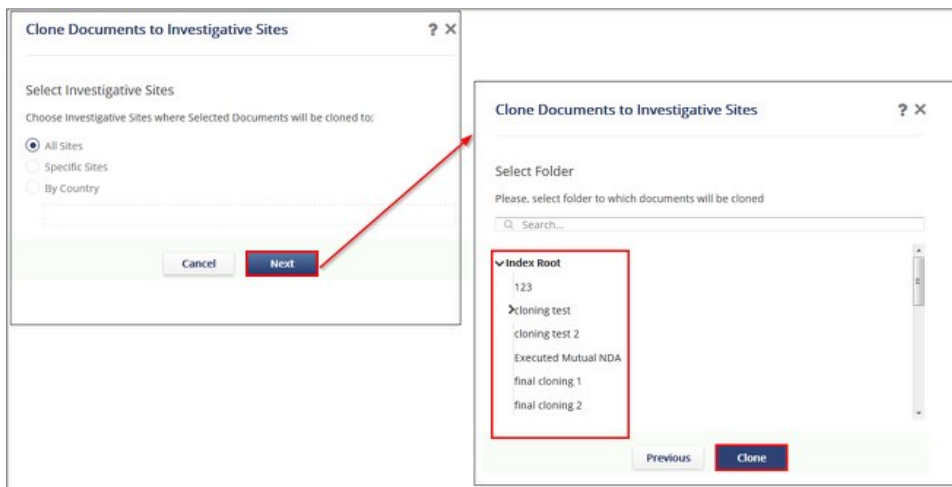 Clone Documents to Investigative Sites
? ×
Select Investigative Sites
Choose Investigative Sites where Selected Documents will be cloned to:
All Sites
Specific Sites
By Country
Cancel
Next
Clone Documents to Investigative Sites
? ×
Select Folder
Please, select folder to which documents will be cloned
Search...
Index Root
123
cloning test
cloning test 2
Executed Mutual NDA
final cloning 1
final cloning 2
Previous
Clone